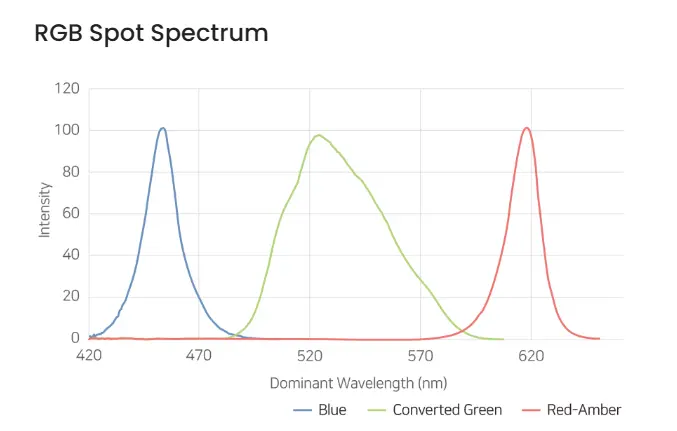 RGB Spot Spectrum
120
100
80
60
40
20
0
Intensity
420 470 520 570 620
Dominant Wavelength (nm)
Blue Converted Green Red-Amber